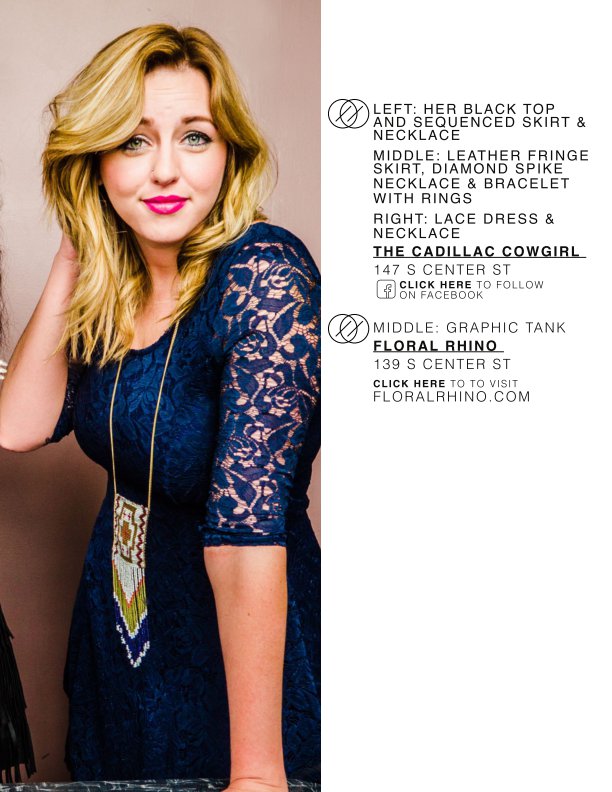 LEFT: HER BLACK TOP
AND SEQUENCED SKIRT &
NECKLACE
MIDDLE: LEATHER FRINGE
SKIRT, DIAMOND SPIKE
NECKLACE & BRACELET
WITH RINGS
RIGHT: LACE DRESS &
NECKLACE
THE CADILLAC COWGIRL
147 S CENTER ST
CLICK HERE TO FOLLOW
ON FACEBOOK
MIDDLE: GRAPHIC TANK
FLORAL RHINO
139 S CENTER ST
CLICK HERE TO TO VISIT
FLORALRHINO.COM